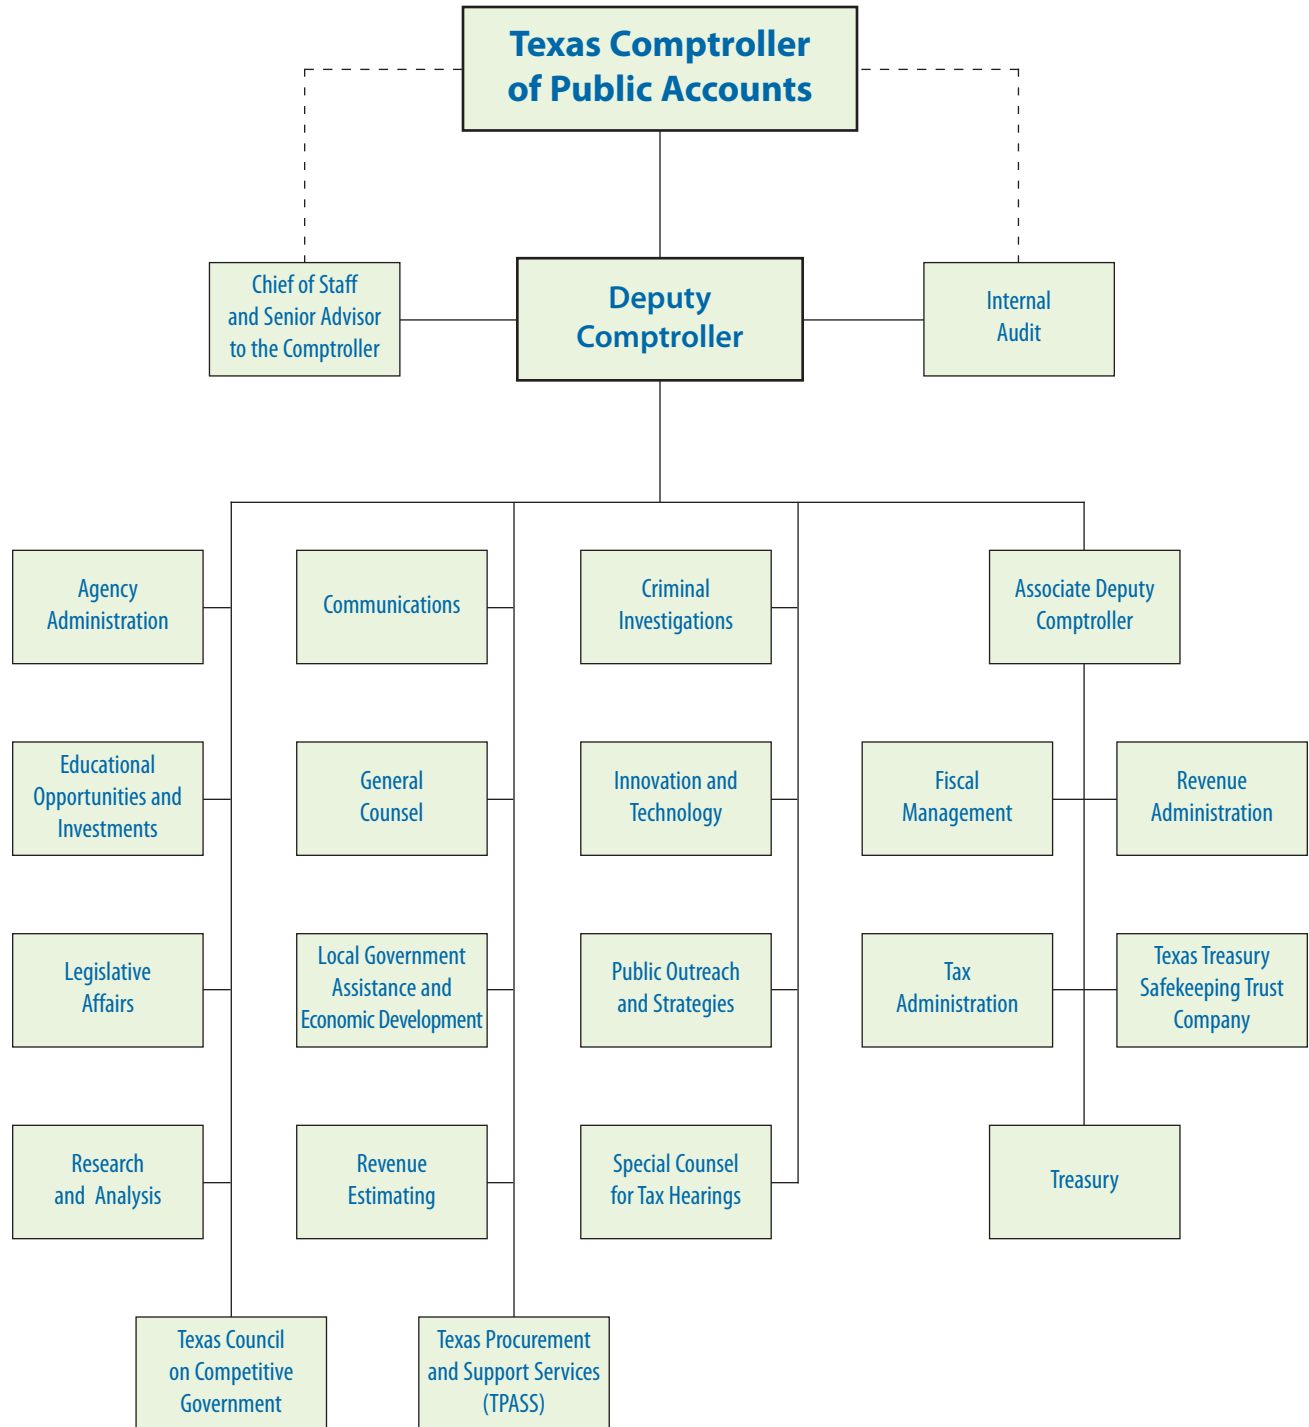 Texas Comptroller
of Public Accounts
Chief of Staff
and Senior Advisor
to the Comptroller
Deputy
Comptroller
Internal
Audit
Agency
Administration
Communications
Criminal
Investigations
Associate Deputy
Comptroller
Educational
Opportunities and
Investments
General
Counsel
Innovation and
Technology
Fiscal
Management
Revenue
Administration
Legislative
Affairs
Local Government
Assistance and
Economic Development
Public Outreach
and Strategies
Tax
Administration
Texas Treasury
Safekeeping Trust
Company
Research
and Analysis
Revenue
Estimating
Special Counsel
for Tax Hearings
Treasury
Texas Council
on Competitive
Government
Texas Procurement
and Support Services
(TPASS)